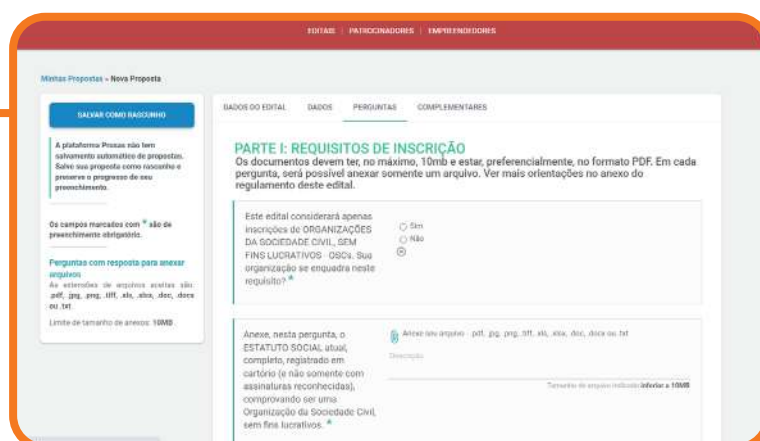 EDITAIS | PATROCINADORES | EMPREENDEDORES
Minhas Propostas » Nova Proposta
SALVAR COMO RASCUNHO
A plataforma Prosas não tem
salvamento automático de propostas.
Salve sua proposta como rascunho e
preserve o progresso de seu
preenchimento.
Os campos marcados com * são de
preenchimento obrigatório.
Perguntas com resposta para anexar
arquivos
As extensões de arquivos aceitas são:
.pdf, .jpg, .png, .tiff, .xls, .xlsx, .doc, .docx
ou .txt.
Limite de tamanho de anexos: 10MB.
DADOS DO EDITAL DADOS PERGUNTAS COMPLEMENTARES
PARTE I: REQUISITOS DE INSCRIÇÃO
Os documentos devem ter, no máximo, 10mb e estar, preferencialmente, no formato PDF. Em cada
pergunta, será possível anexar somente um arquivo. Ver mais orientações no anexo do
regulamento deste edital.
Este edital considerará apenas
inscrições de ORGANIZAÇÕES
DA SOCIEDADE CIVIL, SEM
FINS LUCRATIVOS - OSCs. Sua
organização se enquadra neste
requisito? *
Sim
Não
Anexe, nesta pergunta, o
ESTATUTO SOCIAL atual,
completo, registrado em
cartório (e não somente com
assinaturas reconhecidas),
comprovando ser uma
Organização da Sociedade Civil,
sem fins lucrativos. *
Anexe seu arquivo - pdf, jpg, png, tiff, xls, xlsx, doc, docx ou txt
Descrição
Tamanho de arquivo indicado inferior a 10MB